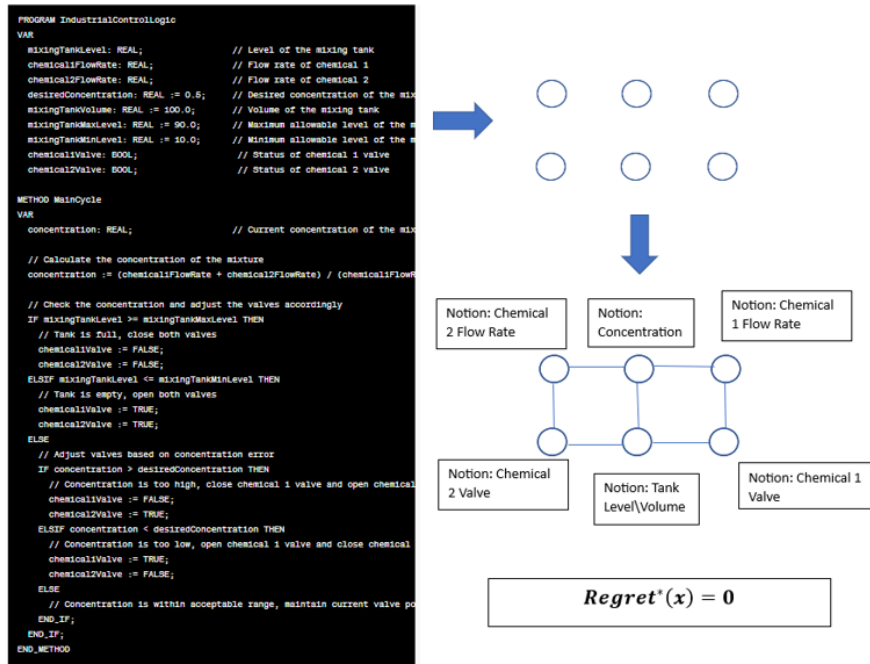 PROGRAM IndustrialControlLogic
VAR
mixingTankLevel: REAL; // Level of the mixing tank
chemical1FlowRate: REAL; // Flow rate of chemical 1
chemical2FlowRate: REAL; // Flow rate of chemical 2
desiredConcentration: REAL := 0.5; // Desired concentration of the mix
mixingTankVolume: REAL := 100.0; // Volume of the mixing tank
mixingTankMaxLevel: REAL := 90.0; // Maximum allowable level of the m
mixingTankMinLevel: REAL := 10.0; // Minimum allowable level of the m
chemical1Valve: BOOL; // Status of chemical 1 valve
chemical2Valve: BOOL; // Status of chemical 2 valve
METHOD MainCycle
VAR
concentration: REAL; // Current concentration of the mix
// Calculate the concentration of the mixture
concentration := (chemical1FlowRate + chemical2FlowRate) / (chemical1FlowR
// Check the concentration and adjust the valves accordingly
IF mixingTankLevel >= mixingTankMaxLevel THEN
// Tank is full, close both valves
chemical1Valve := FALSE;
chemical2Valve := FALSE;
ELSIF mixingTankLevel <= mixingTankMinLevel THEN
// Tank is empty, open both valves
chemical1Valve := TRUE;
chemical2Valve := TRUE;
ELSE
// Adjust valves based on concentration error
IF concentration > desiredConcentration THEN
// Concentration is too high, close chemical 1 valve and open chemical
chemical1Valve := FALSE;
chemical2Valve := TRUE;
ELSIF concentration < desiredConcentration THEN
// Concentration is too low, open chemical 1 valve and close chemical
chemical1Valve := TRUE;
chemical2Valve := FALSE;
ELSE
// Concentration is within acceptable range, maintain current valve po
END_IF;
END_IF;
END_METHOD
Notion: Chemical
2 Flow Rate
Notion:
Concentration
Notion: Chemical
1 Flow Rate
Notion: Chemical
2 Valve
Notion: Tank
Level\Volume
Notion: Chemical 1
Valve
Regret*(x) = 0